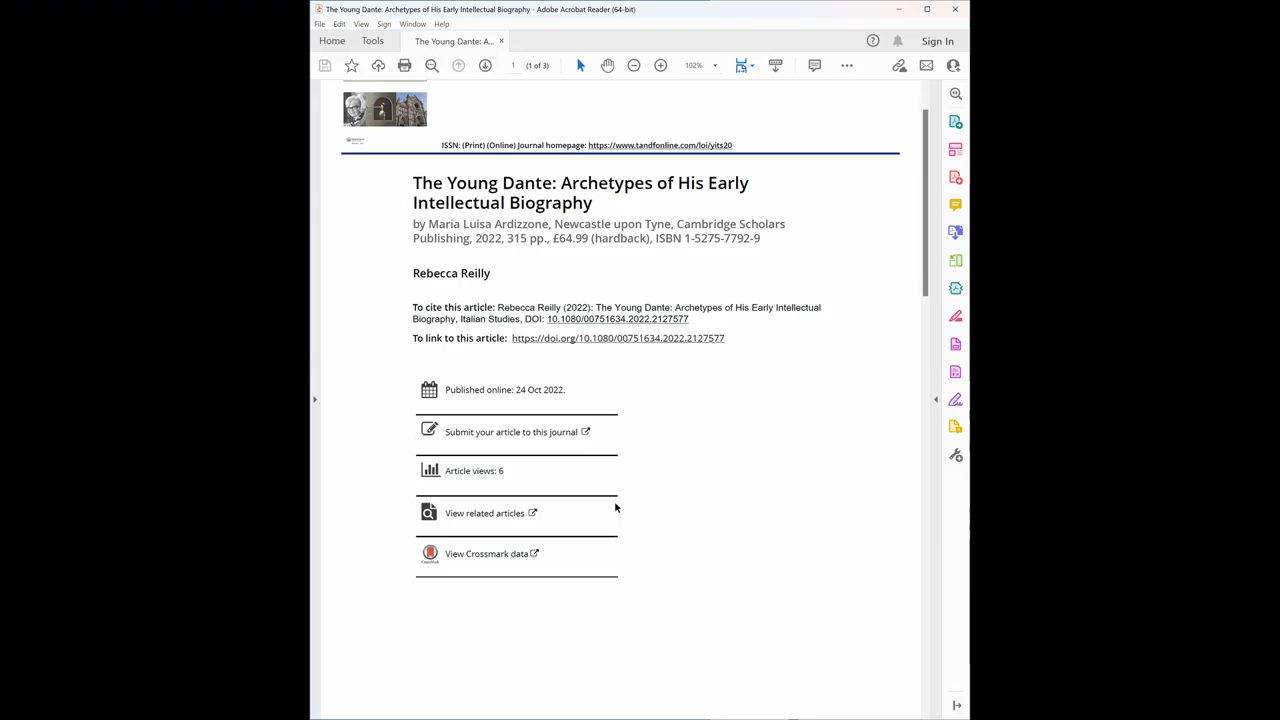 The Young Dante: Archetypes of His Early Intellectual Biography - Adobe Acrobat Reader (64-bit)
File Edit View Sign Window Help
Home Tools The Young Dante: A... Sign In
1 (1 of 3) 102%
ISSN: (Print) (Online) Journal homepage: https://www.tandfonline.com/loi/yits20
The Young Dante: Archetypes of His Early
Intellectual Biography
by Maria Luisa Ardizzone, Newcastle upon Tyne, Cambridge Scholars
Publishing, 2022, 315 pp., £64.99 (hardback), ISBN 1-5275-7792-9
Rebecca Reilly
To cite this article: Rebecca Reilly (2022): The Young Dante: Archetypes of His Early Intellectual
Biography, Italian Studies, DOI: 10.1080/00751634.2022.2127577
To link to this article: https://doi.org/10.1080/00751634.2022.2127577
Published online: 24 Oct 2022.
Submit your article to this journal
Article views: 6
View related articles
View Crossmark data
CrossMark